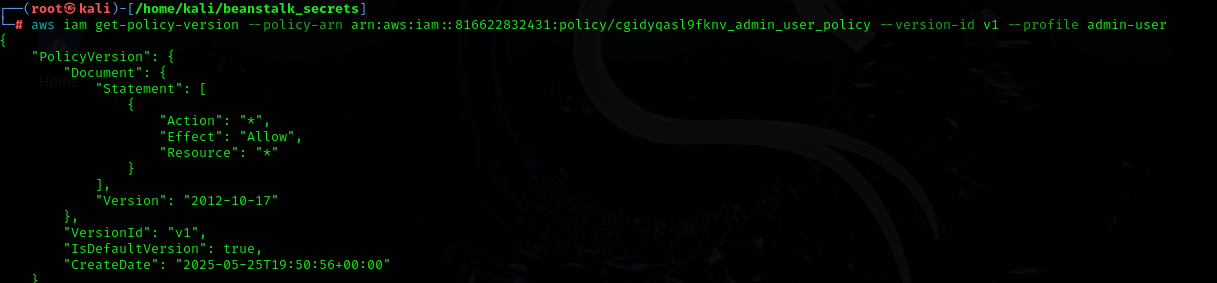 ┌──(root㉿kali)-[/home/kali/beanstalk_secrets]
└─# aws iam get-policy-version --policy-arn arn:aws:iam::816622832431:policy/cgidyqasl9fknv_admin_user_policy --version-id v1 --profile admin-user
{
    "PolicyVersion": {
        "Document": {
            "Statement": [
                {
                    "Action": "*",
                    "Effect": "Allow",
                    "Resource": "*"
                }
            ],
            "Version": "2012-10-17"
        },
        "VersionId": "v1",
        "IsDefaultVersion": true,
        "CreateDate": "2025-05-25T19:50:56+00:00"
    }
Home